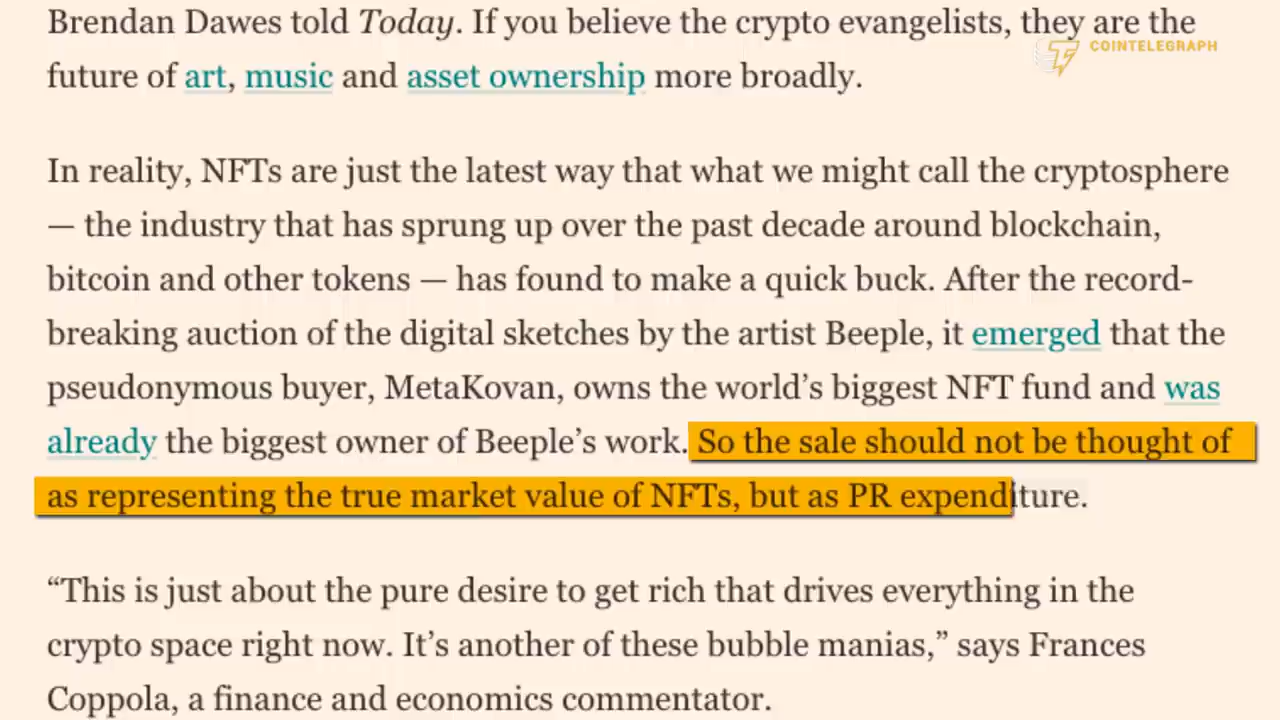 Brendan Dawes told Today. If you believe the crypto evangelists, they are the
COINTELEGRAPH
future of art, music and asset ownership more broadly.
In reality, NFTs are just the latest way that what we might call the cryptosphere
— the industry that has sprung up over the past decade around blockchain,
bitcoin and other tokens — has found to make a quick buck. After the record-
breaking auction of the digital sketches by the artist Beeple, it emerged that the
pseudonymous buyer, MetaKovan, owns the world’s biggest NFT fund and was
already the biggest owner of Beeple’s work. So the sale should not be thought of
as representing the true market value of NFTs, but as PR expenditure.
“This is just about the pure desire to get rich that drives everything in the
crypto space right now. It’s another of these bubble manias,” says Frances
Coppola, a finance and economics commentator.